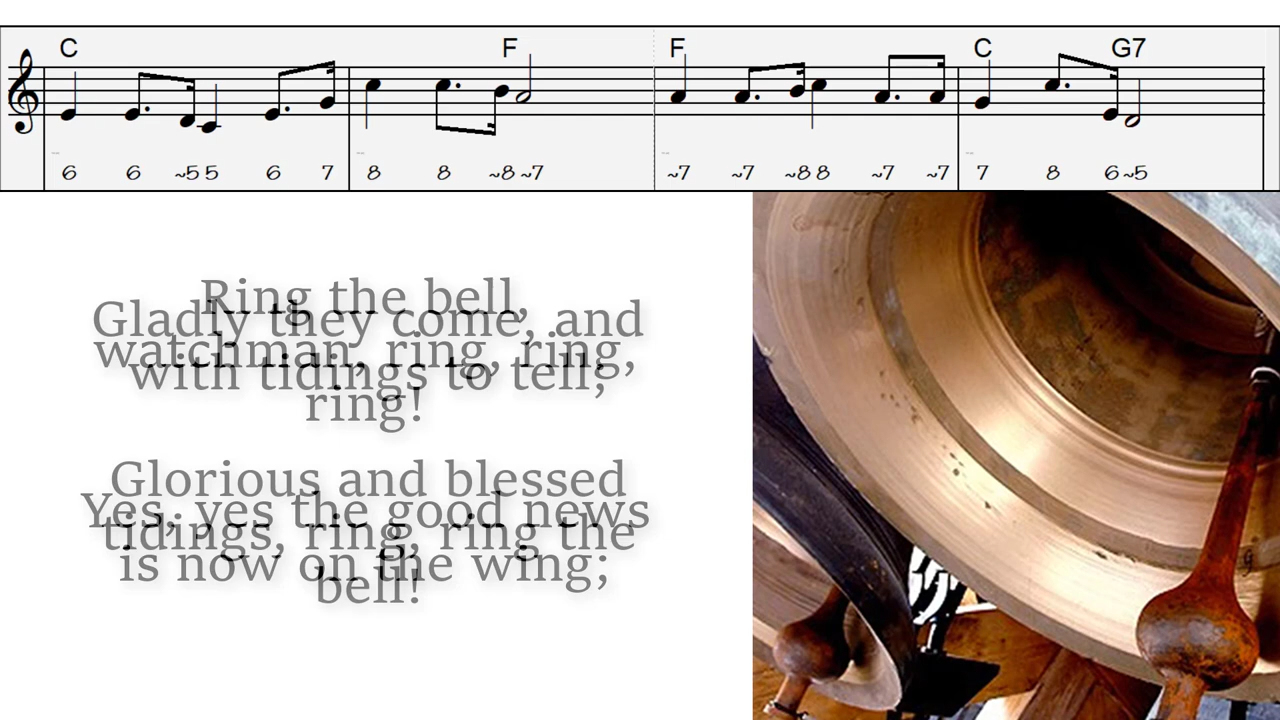 C F F C G7
6 6 ~5 5 6 7 8 8 ~8 ~7 ~7 ~7 ~8 8 ~7 ~7 7 8 6 ~5
Ring the bell,
Gladly they come, and
watchman, ring, ring,
with tidings to tell;
ring!
Glorious and blessed
Yes, yes the good news
tidings, ring, ring the
is now on the wing;
bell!